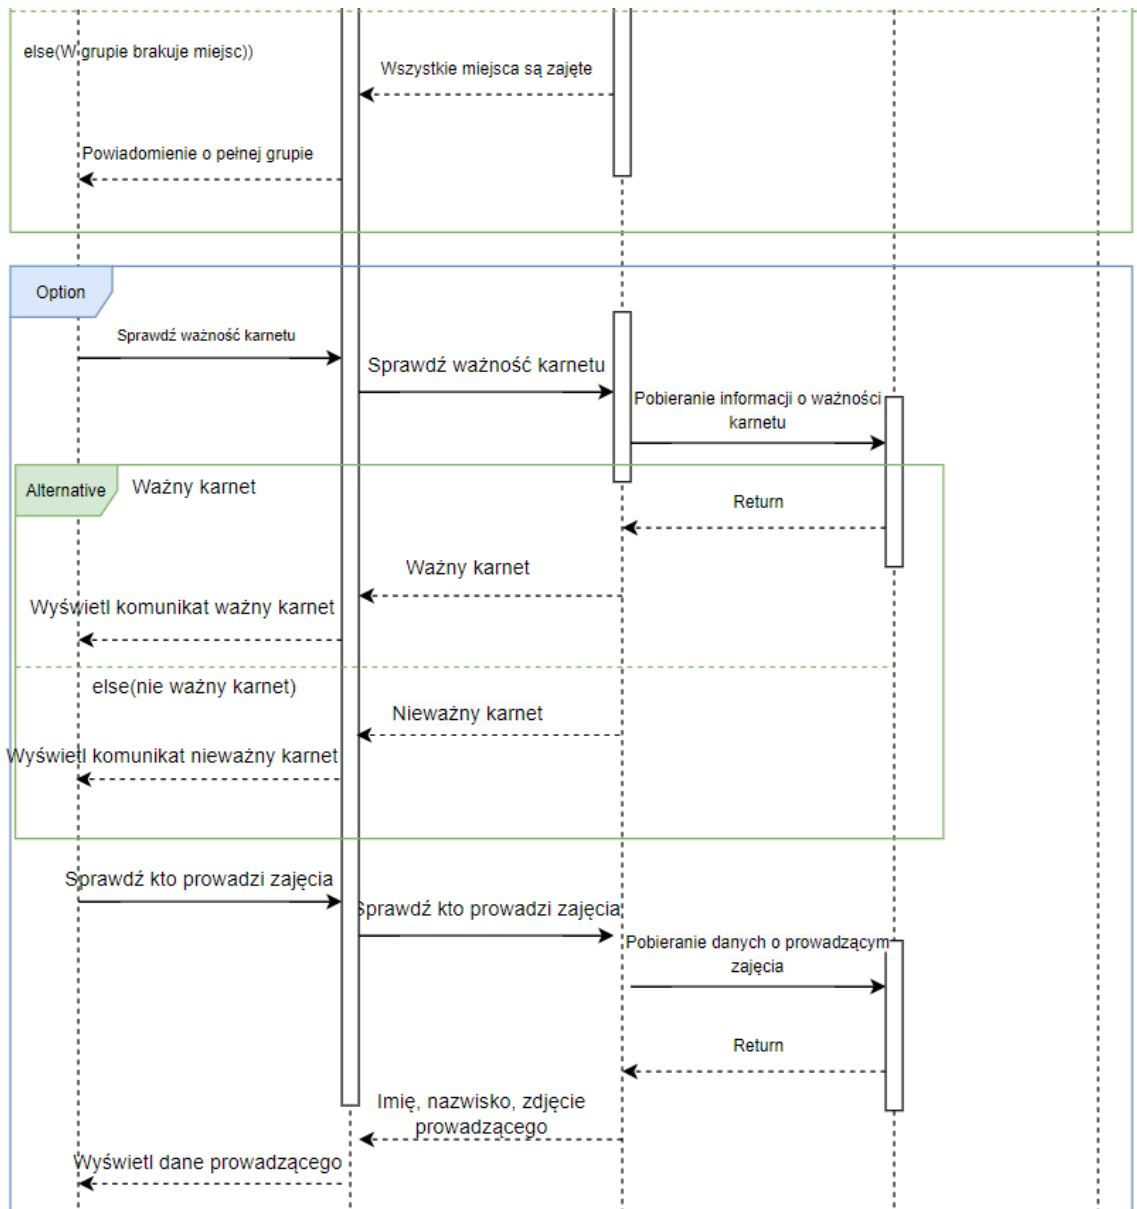 else(W grupie brakuje miejsc))
Wszystkie miejsca są zajęte
Powiadomienie o pełnej grupie
Option
Sprawdź ważność karnetu
Sprawdź ważność karnetu
Pobieranie informacji o ważności
karnetu
Alternative
Ważny karnet
Return
Ważny karnet
Wyświetl komunikat ważny karnet
else(nie ważny karnet)
Nieważny karnet
Wyświetl komunikat nieważny karnet
Sprawdź kto prowadzi zajęcia
Sprawdź kto prowadzi zajęcia
Pobieranie danych o prowadzącym
zajęcia
Return
Imię, nazwisko, zdjęcie
prowadzącego
Wyświetl dane prowadzącego